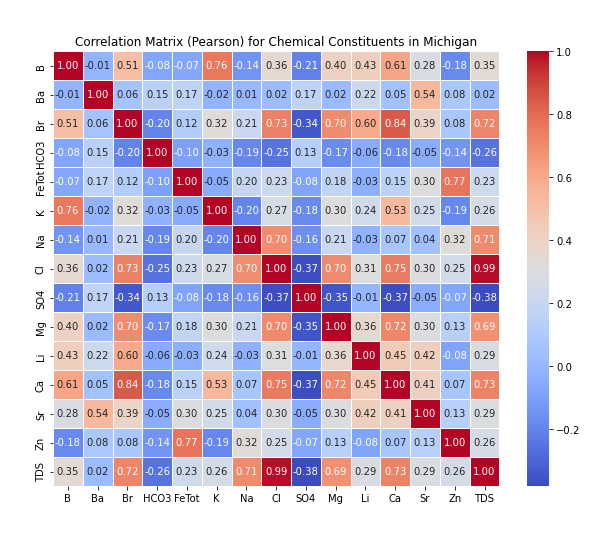 Correlation Matrix (Pearson) for Chemical Constituents in Michigan
B 1.00 -0.01 0.51 -0.08 -0.07 0.76 -0.14 0.36 -0.21 0.40 0.43 0.61 0.28 -0.18 0.35
Ba -0.01 1.00 0.06 0.15 0.17 -0.02 0.01 0.02 0.17 0.02 0.22 0.05 0.54 0.08 0.02
Br 0.51 0.06 1.00 -0.20 0.12 0.32 0.21 0.73 -0.34 0.70 0.60 0.84 0.39 0.08 0.72
HCO3 -0.08 0.15 -0.20 1.00 -0.10 -0.03 -0.19 -0.25 0.13 -0.17 -0.06 -0.18 -0.05 -0.14 -0.26
FeTot -0.07 0.17 0.12 -0.10 1.00 -0.05 0.20 0.23 -0.08 0.18 -0.03 0.15 0.30 0.77 0.23
K 0.76 -0.02 0.32 -0.03 -0.05 1.00 -0.20 0.27 -0.18 0.30 0.24 0.53 0.25 -0.19 0.26
Na -0.14 0.01 0.21 -0.19 0.20 -0.20 1.00 0.70 -0.16 0.21 -0.03 0.07 0.04 0.32 0.71
Cl 0.36 0.02 0.73 -0.25 0.23 0.27 0.70 1.00 -0.37 0.70 0.31 0.75 0.30 0.25 0.99
SO4 -0.21 0.17 -0.34 0.13 -0.08 -0.18 -0.16 -0.37 1.00 -0.35 -0.01 -0.37 -0.05 -0.07 -0.38
Mg 0.40 0.02 0.70 -0.17 0.18 0.30 0.21 0.70 -0.35 1.00 0.36 0.72 0.30 0.13 0.69
Li 0.43 0.22 0.60 -0.06 -0.03 0.24 -0.03 0.31 -0.01 0.36 1.00 0.45 0.42 -0.08 0.29
Ca 0.61 0.05 0.84 -0.18 0.15 0.53 0.07 0.75 -0.37 0.72 0.45 1.00 0.41 0.07 0.73
Sr 0.28 0.54 0.39 -0.05 0.30 0.25 0.04 0.30 -0.05 0.30 0.42 0.41 1.00 0.13 0.29
Zn -0.18 0.08 0.08 -0.14 0.77 -0.19 0.32 0.25 -0.07 0.13 -0.08 0.07 0.13 1.00 0.26
TDS 0.35 0.02 0.72 -0.26 0.23 0.26 0.71 0.99 -0.38 0.69 0.29 0.73 0.29 0.26 1.00
B Ba Br HCO3 FeTot K Na Cl SO4 Mg Li Ca Sr Zn TDS
1.0
0.8
0.6
0.4
0.2
0.0
−0.2